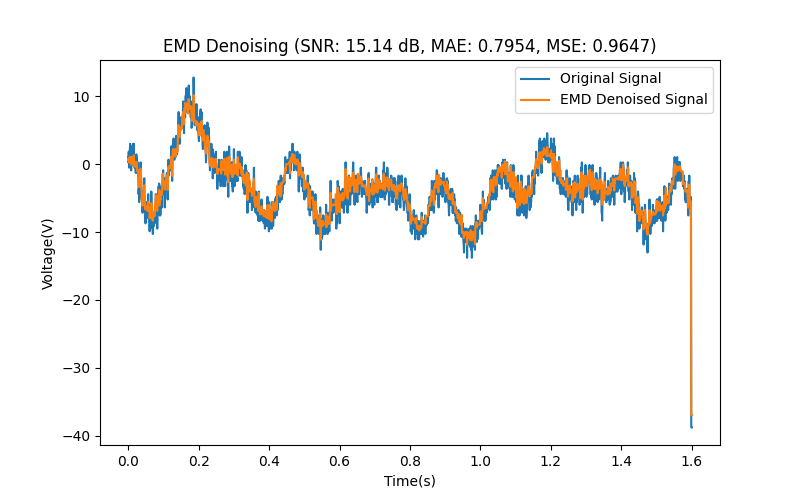 EMD Denoising (SNR: 15.14 dB, MAE: 0.7954, MSE: 0.9647)
Original Signal
EMD Denoised Signal
Voltage(V)
10
0
−10
−20
−30
−40
0.0 0.2 0.4 0.6 0.8 1.0 1.2 1.4 1.6
Time(s)